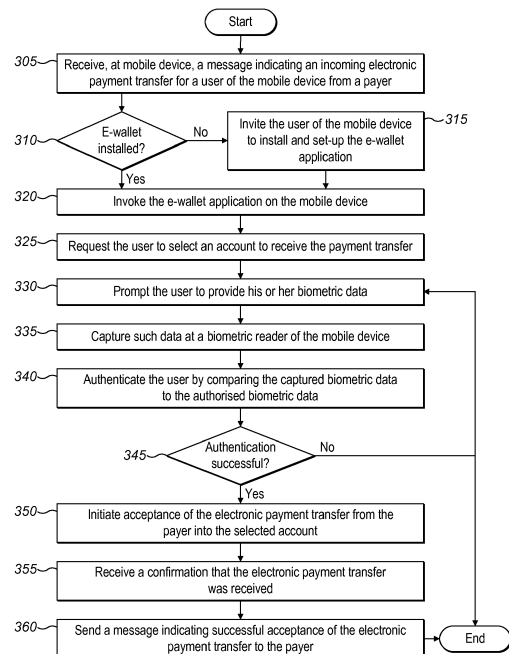 Start
305
Receive, at mobile device, a message indicating an incoming electronic
payment transfer for a user of the mobile device from a payer
310
E-wallet
installed?
No
Invite the user of the mobile device
to install and set-up the e-wallet
application
315
Yes
320
Invoke the e-wallet application on the mobile device
325
Request the user to select an account to receive the payment transfer
330
Prompt the user to provide his or her biometric data
335
Capture such data at a biometric reader of the mobile device
340
Authenticate the user by comparing the captured biometric data
to the authorised biometric data
345
Authentication
successful?
No
Yes
350
Initiate acceptance of the electronic payment transfer from the
payer into the selected account
355
Receive a confirmation that the electronic payment transfer
was received
360
Send a message indicating successful acceptance of the electronic
payment transfer to the payer
End